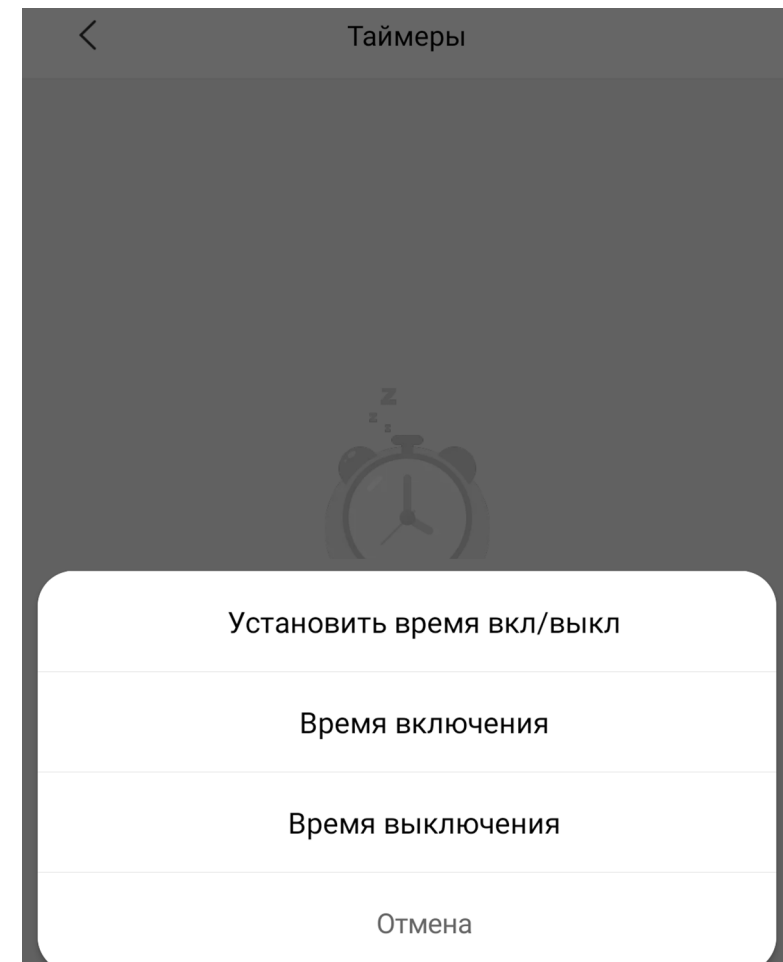 Таймеры
z
z
z
Установить время вкл/выкл
Время включения
Время выключения
Отмена